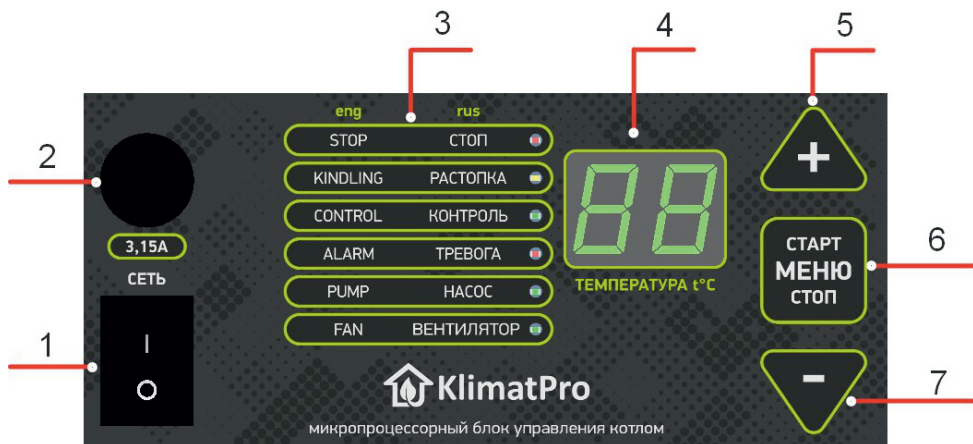 3
4
5
eng rus
STOP СТОП
2
KINDLING РАСТОПКА
CONTROL КОНТРОЛЬ
3,15А
ALARM ТРЕВОГА
СЕТЬ
PUMP НАСОС
FAN ВЕНТИЛЯТОР
88
ТЕМПЕРАТУРА t°C
+
СТАРТ
МЕНЮ
СТОП
6
1
I
O
-
7
KlimatPro
микропроцессорный блок управления котлом